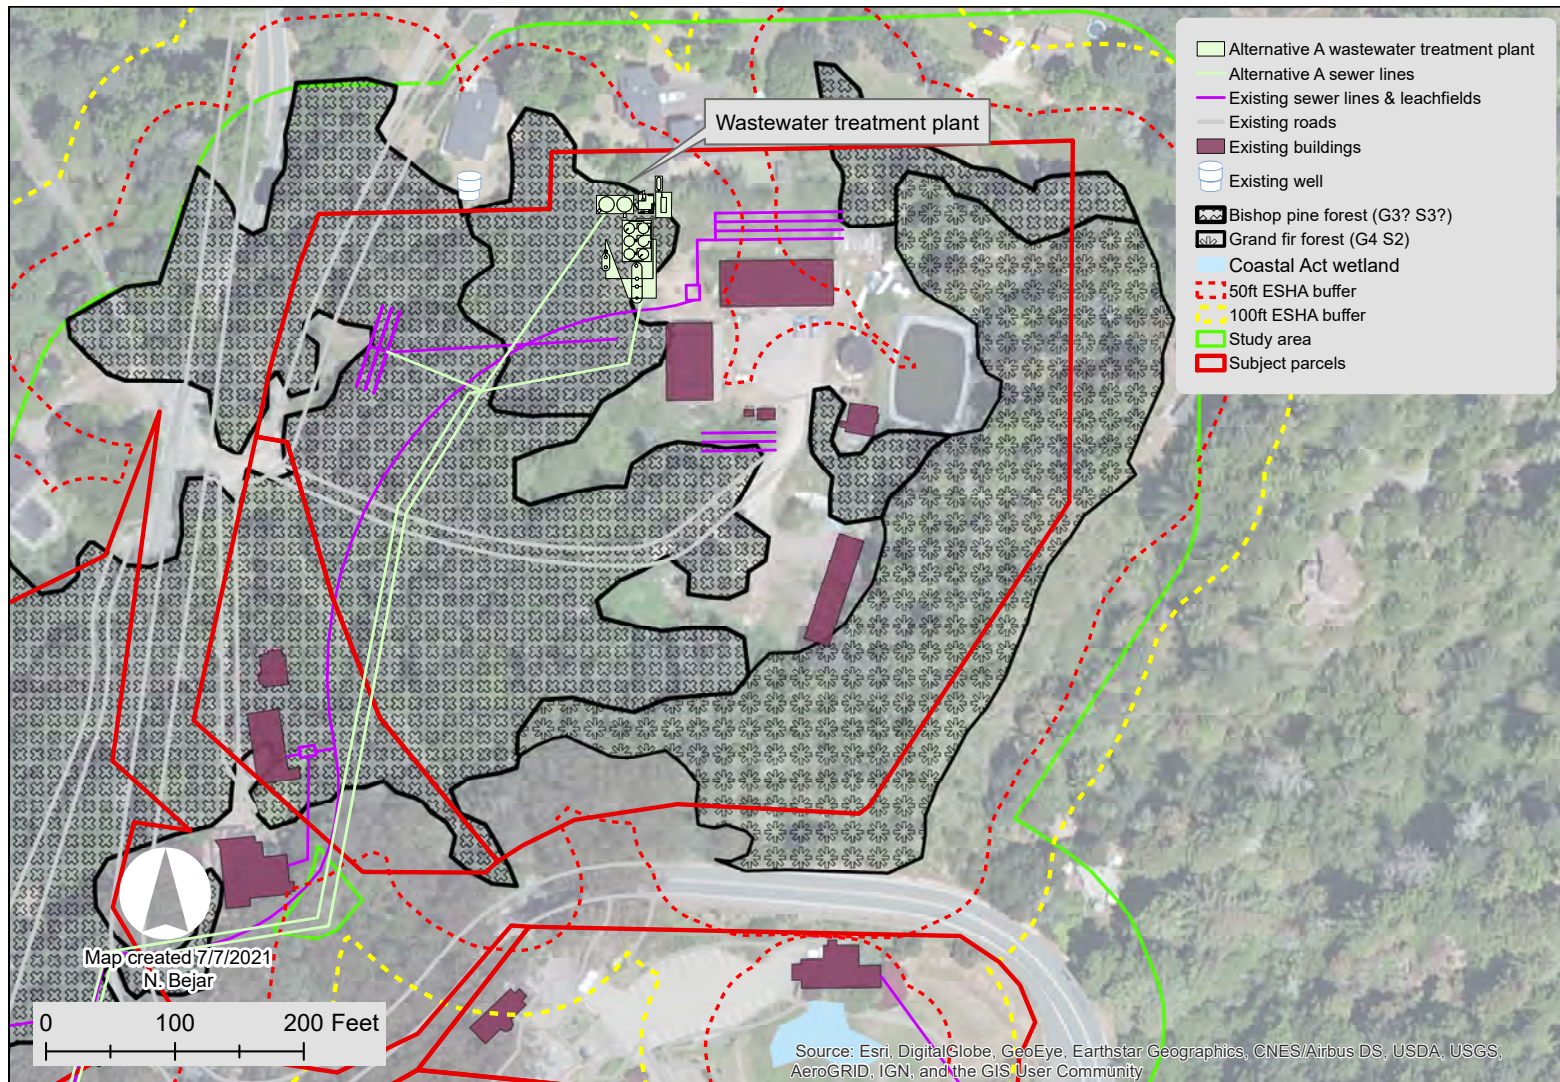 Wastewater treatment plant
Alternative A wastewater treatment plant
Alternative A sewer lines
Existing sewer lines & leachfields
Existing roads
Existing buildings
Existing well
Bishop pine forest (G3? S3?)
Grand fir forest (G4 S2)
Coastal Act wetland
50ft ESHA buffer
100ft ESHA buffer
Study area
Subject parcels
Map created 7/7/2021
N. Bejar
0 100 200 Feet
Source: Esri, DigitalGlobe, GeoEye, Earthstar Geographics, CNES/Airbus DS, USDA, USGS,
AeroGRID, IGN, and the GIS User Community